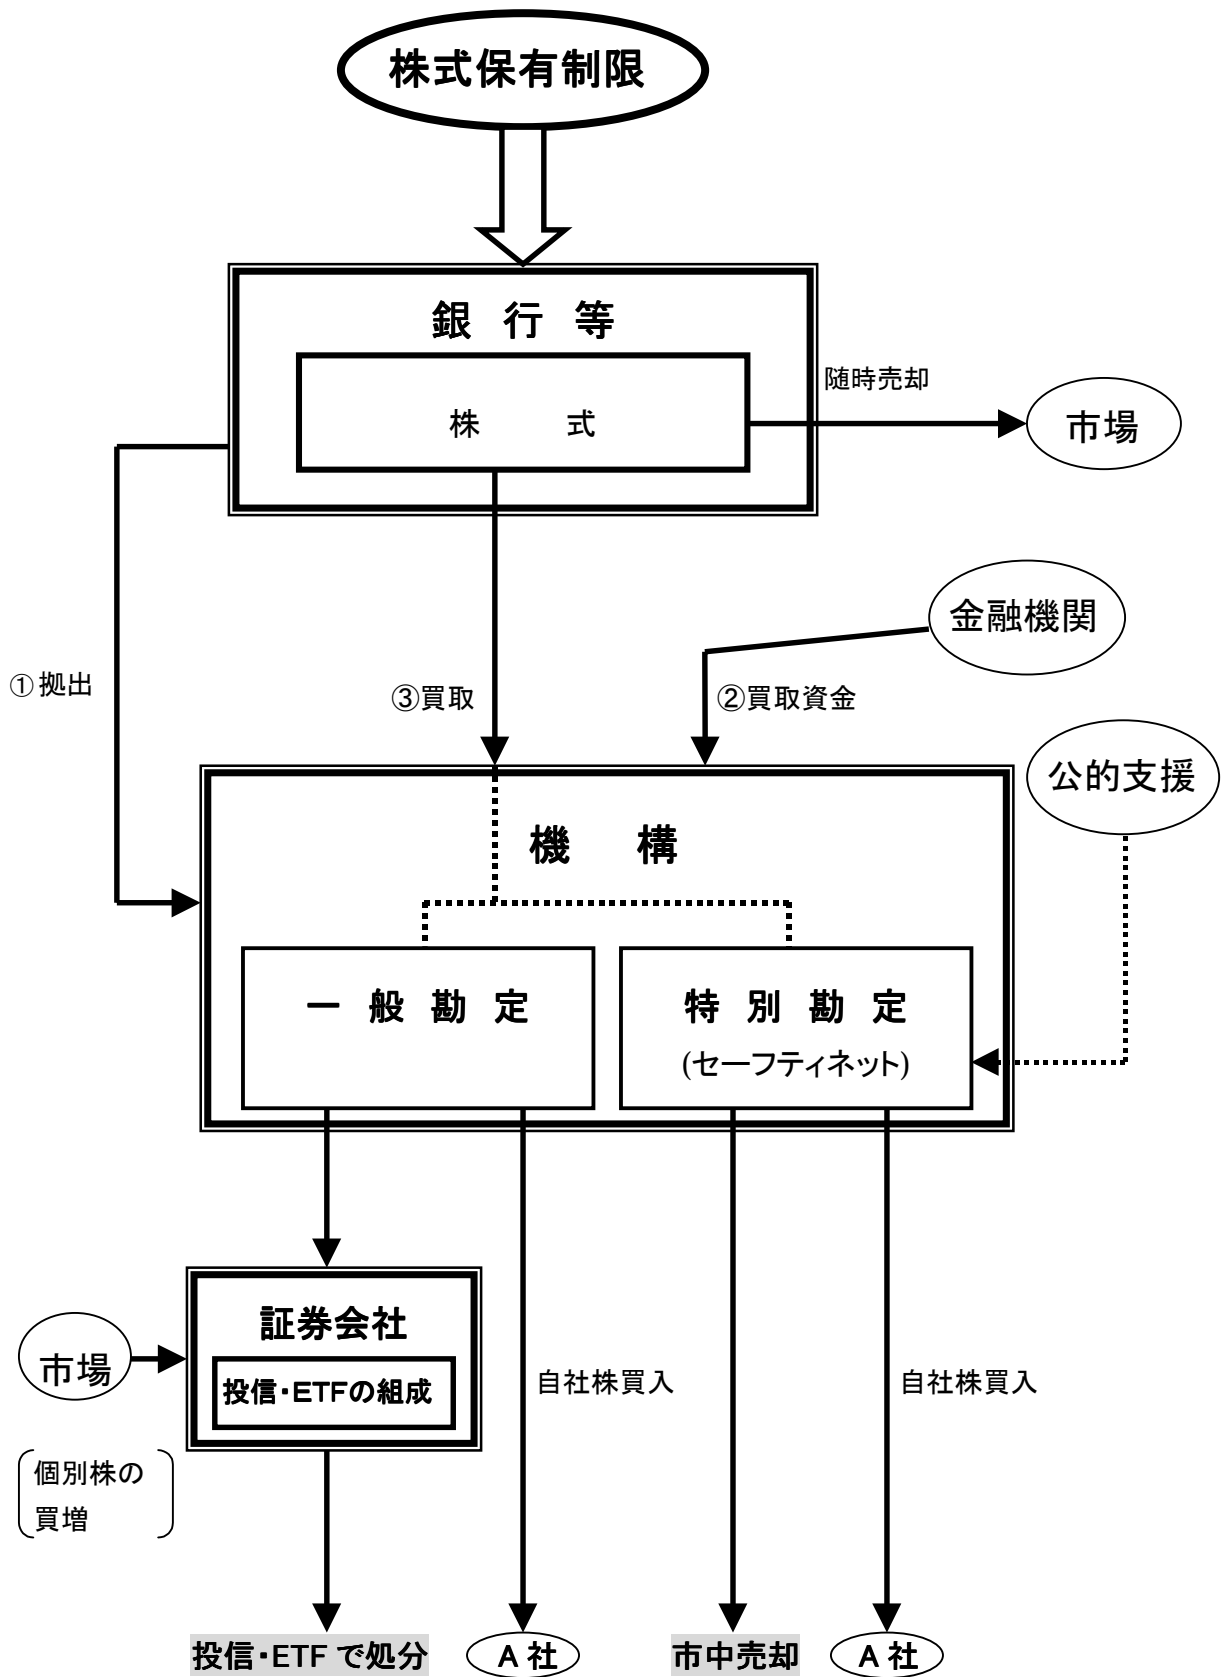 株式保有制限
銀 行 等
株 式
随時売却
市場
金融機関
①拠出
③買取
②買取資金
公的支援
機 構
一 般 勘 定
特 別 勘 定
(セーフティネット)
証券会社
市場
投信・ETFの組成
自社株買入
自社株買入
個別株の
買増
投信・ETF で処分
A 社
市中売却
A 社